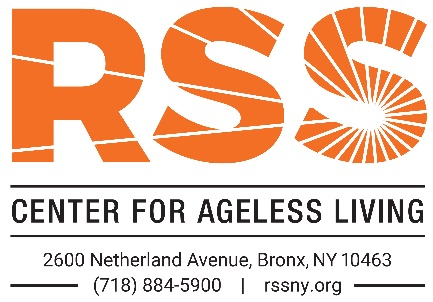 RSS
CENTER FOR AGELESS LIVING
2600 Netherland Avenue, Bronx, NY 10463
(718) 884-5900 | rssny.org